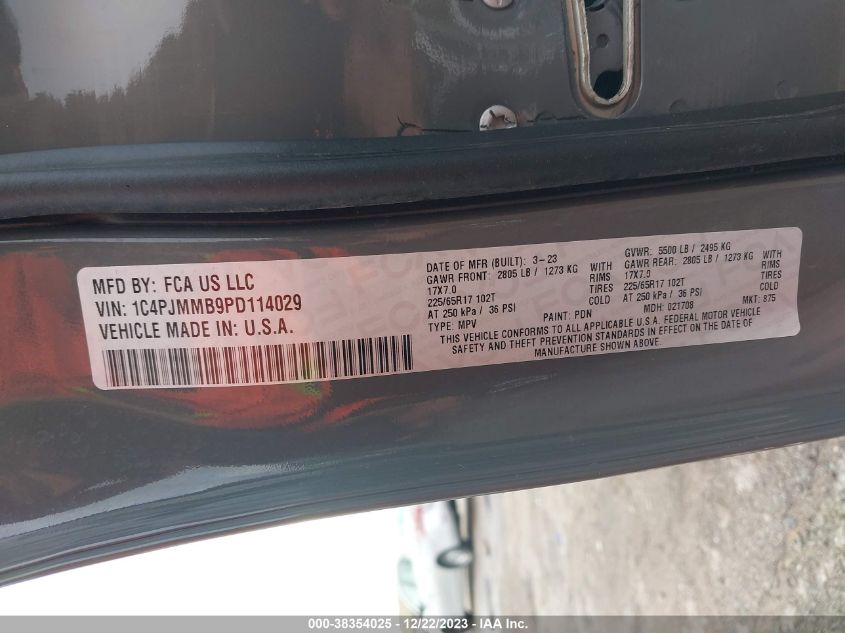 MFD BY: FCA US LLC
VIN: 1C4PJMMB9PD114029
VEHICLE MADE IN: U.S.A.
DATE OF MFR (BUILT): 3-23
GVWR: 5500 LB / 2495 KG
GAWR FRONT: 2805 LB / 1273 KG WITH
GAWR REAR: 2805 LB / 1273 KG WITH
17X7.0 RIMS
17X7.0 RIMS
225/65R17 102T TIRES
225/65R17 102T TIRES
AT 250 kPa / 36 PSI COLD
AT 250 kPa / 36 PSI COLD
TYPE: MPV PAINT: PDN MDH: 021708 MKT: 875
THIS VEHICLE CONFORMS TO ALL APPLICABLE U.S.A. FEDERAL MOTOR VEHICLE
SAFETY AND THEFT PREVENTION STANDARDS IN EFFECT ON THE DATE OF
MANUFACTURE SHOWN ABOVE.
000-38354025 - 12/22/2023 - IAA Inc.